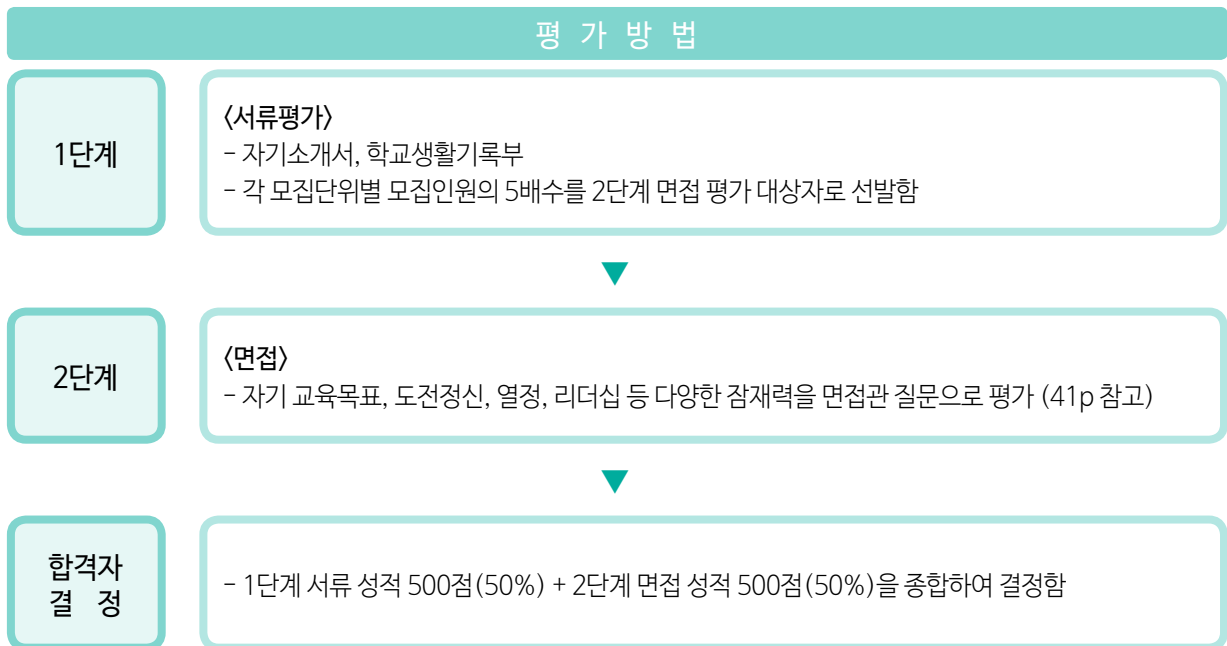 평 가 방 법
1단계
〈서류평가〉
- 자기소개서, 학교생활기록부
- 각 모집단위별 모집인원의 5배수를 2단계 면접 평가 대상자로 선발함
2단계
〈면접〉
- 자기 교육목표, 도전정신, 열정, 리더십 등 다양한 잠재력을 면접관 질문으로 평가 (41p 참고)
합격자
결 정
- 1단계 서류 성적 500점(50%) + 2단계 면접 성적 500점(50%)을 종합하여 결정함